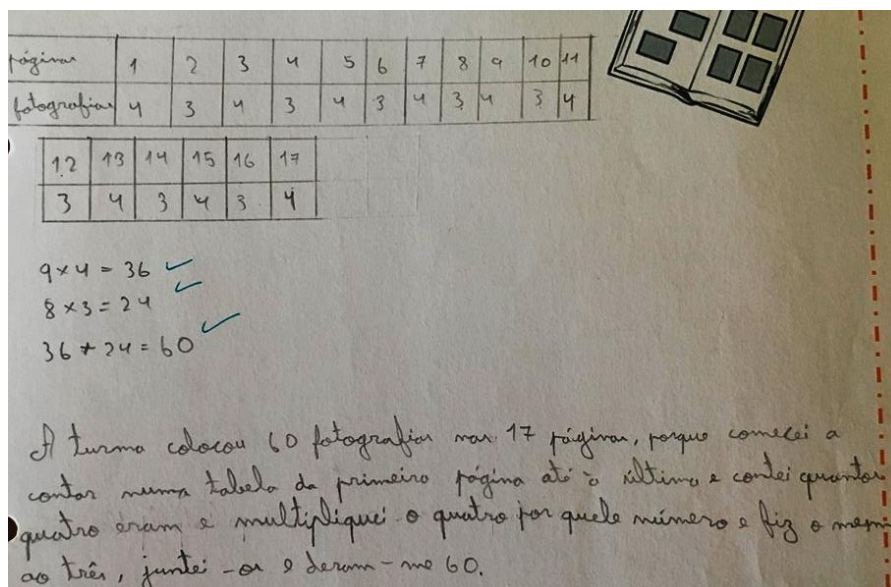 páginas 1 2 3 4 5 6 7 8 9 10 11
fotografias 4 3 4 3 4 3 4 3 4 3 4
12 13 14 15 16 17
3 4 3 4 3 4
9 x 4 = 36
8 x 3 = 24
36 + 24 = 60
A turma colocou 60 fotografias nas 17 páginas, porque comecei a
contar numa tabela da primeira página até à última e contei quantos
quatro eram e multipliquei o quatro por quele número e fiz o mesm
ao três, juntei-os e deram-me 60.